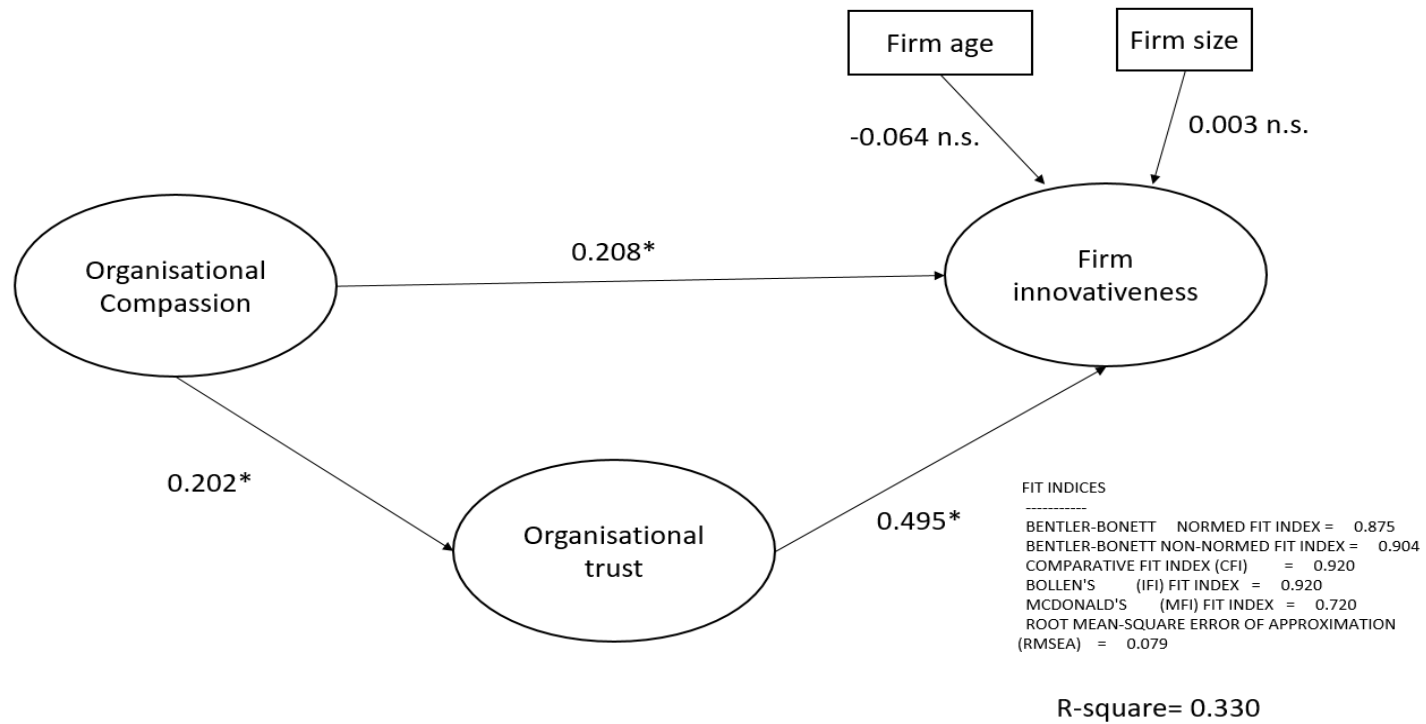 Firm age
Firm size
-0.064 n.s.
0.003 n.s.
Organisational
Compassion
0.208*
Firm
innovativeness
0.202*
Organisational
trust
0.495*
FIT INDICES
-----------
BENTLER-BONETT NORMED FIT INDEX = 0.875
BENTLER-BONETT NON-NORMED FIT INDEX = 0.904
COMPARATIVE FIT INDEX (CFI) = 0.920
BOLLEN'S (IFI) FIT INDEX = 0.920
MCDONALD'S (MFI) FIT INDEX = 0.720
ROOT MEAN-SQUARE ERROR OF APPROXIMATION
(RMSEA) = 0.079
R-square= 0.330